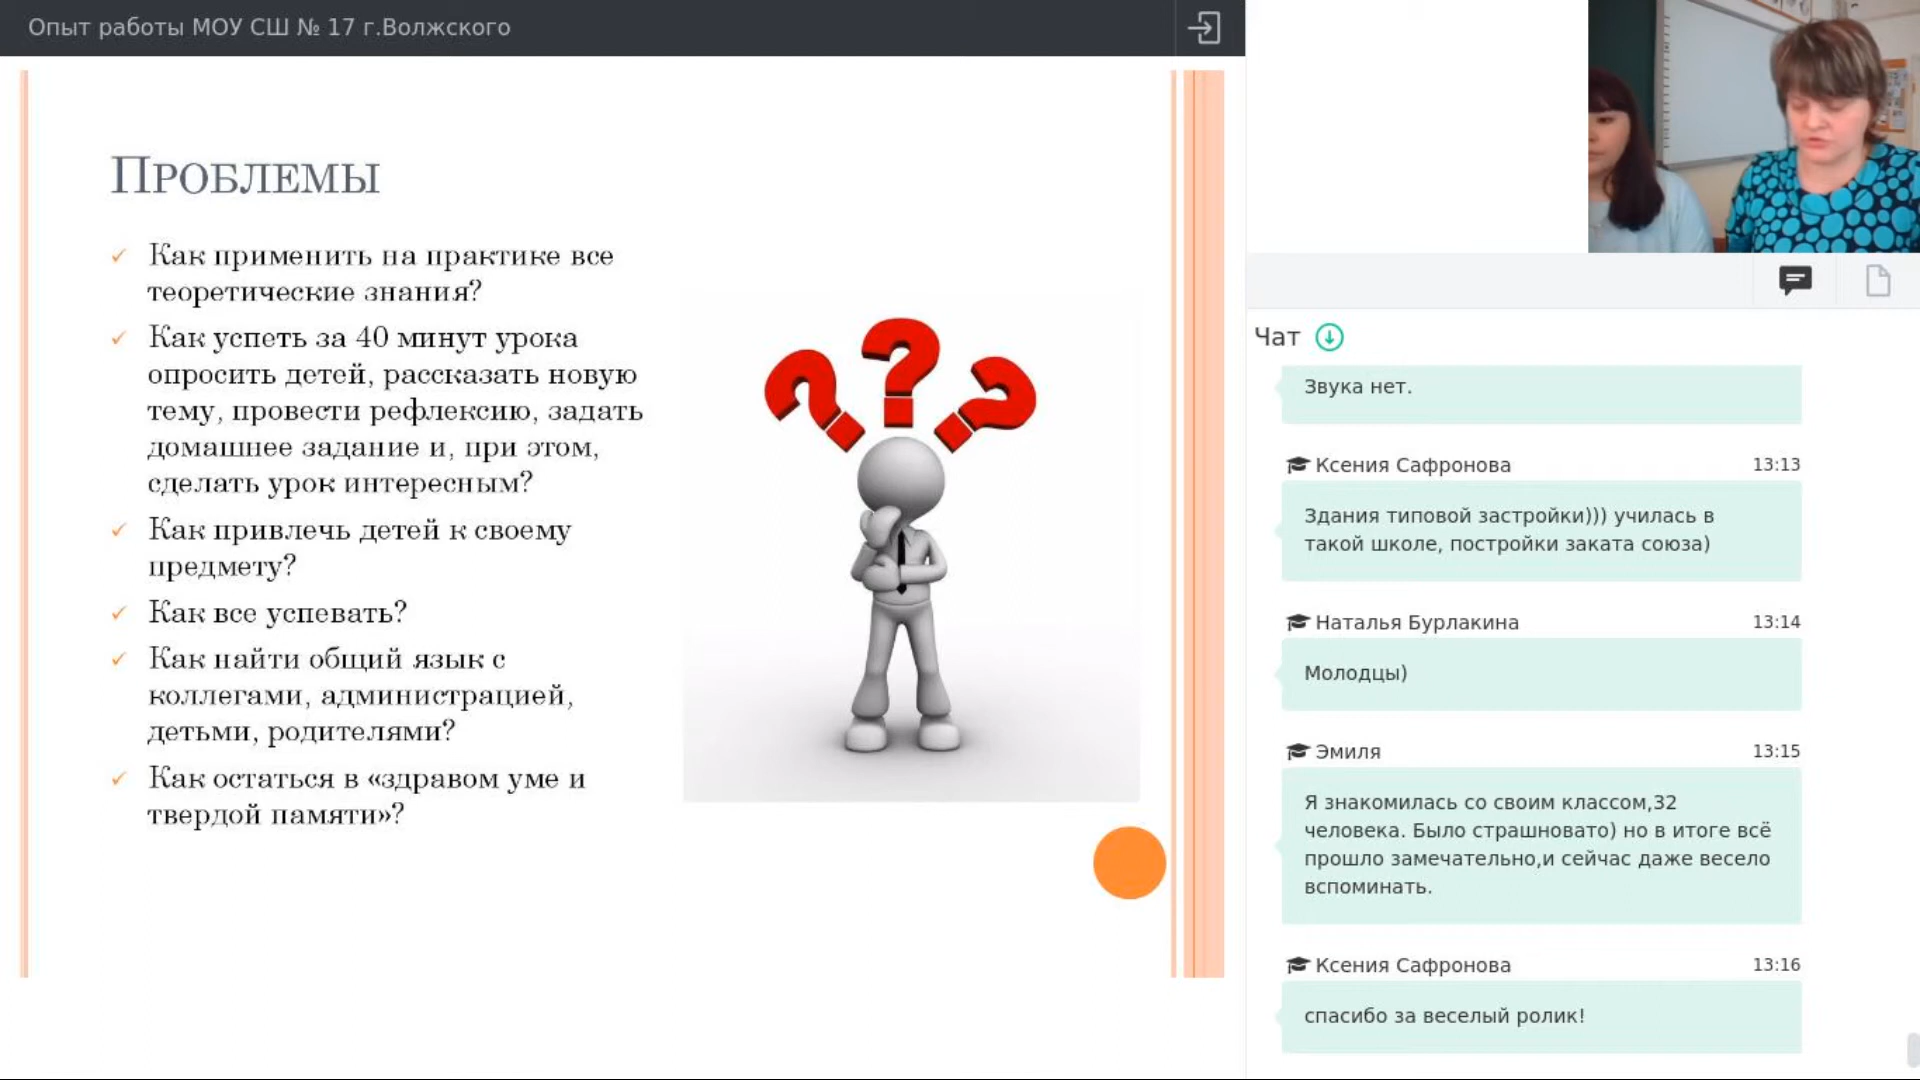 Опыт работы МОУ СШ № 17 г.Волжского
Проблемы
Как применить на практике все
теоретические знания?
Как успеть за 40 минут урока
опросить детей, рассказать новую
тему, провести рефлексию, задать
домашнее задание и, при этом,
сделать урок интересным?
Как привлечь детей к своему
предмету?
Как все успевать?
Как найти общий язык с
коллегами, администрацией,
детьми, родителями?
Как остаться в «здравом уме и
твердой памяти»?
Чат
Звука нет.
Ксения Сафронова 13:13
Здания типовой застройки))) училась в
такой школе, постройки заката союза)
Наталья Бурлакина 13:14
Молодцы)
Эмиля 13:15
Я знакомилась со своим классом,32
человека. Было страшновато) но в итоге всё
прошло замечательно,и сейчас даже весело
вспоминать.
Ксения Сафронова 13:16
спасибо за веселый ролик!